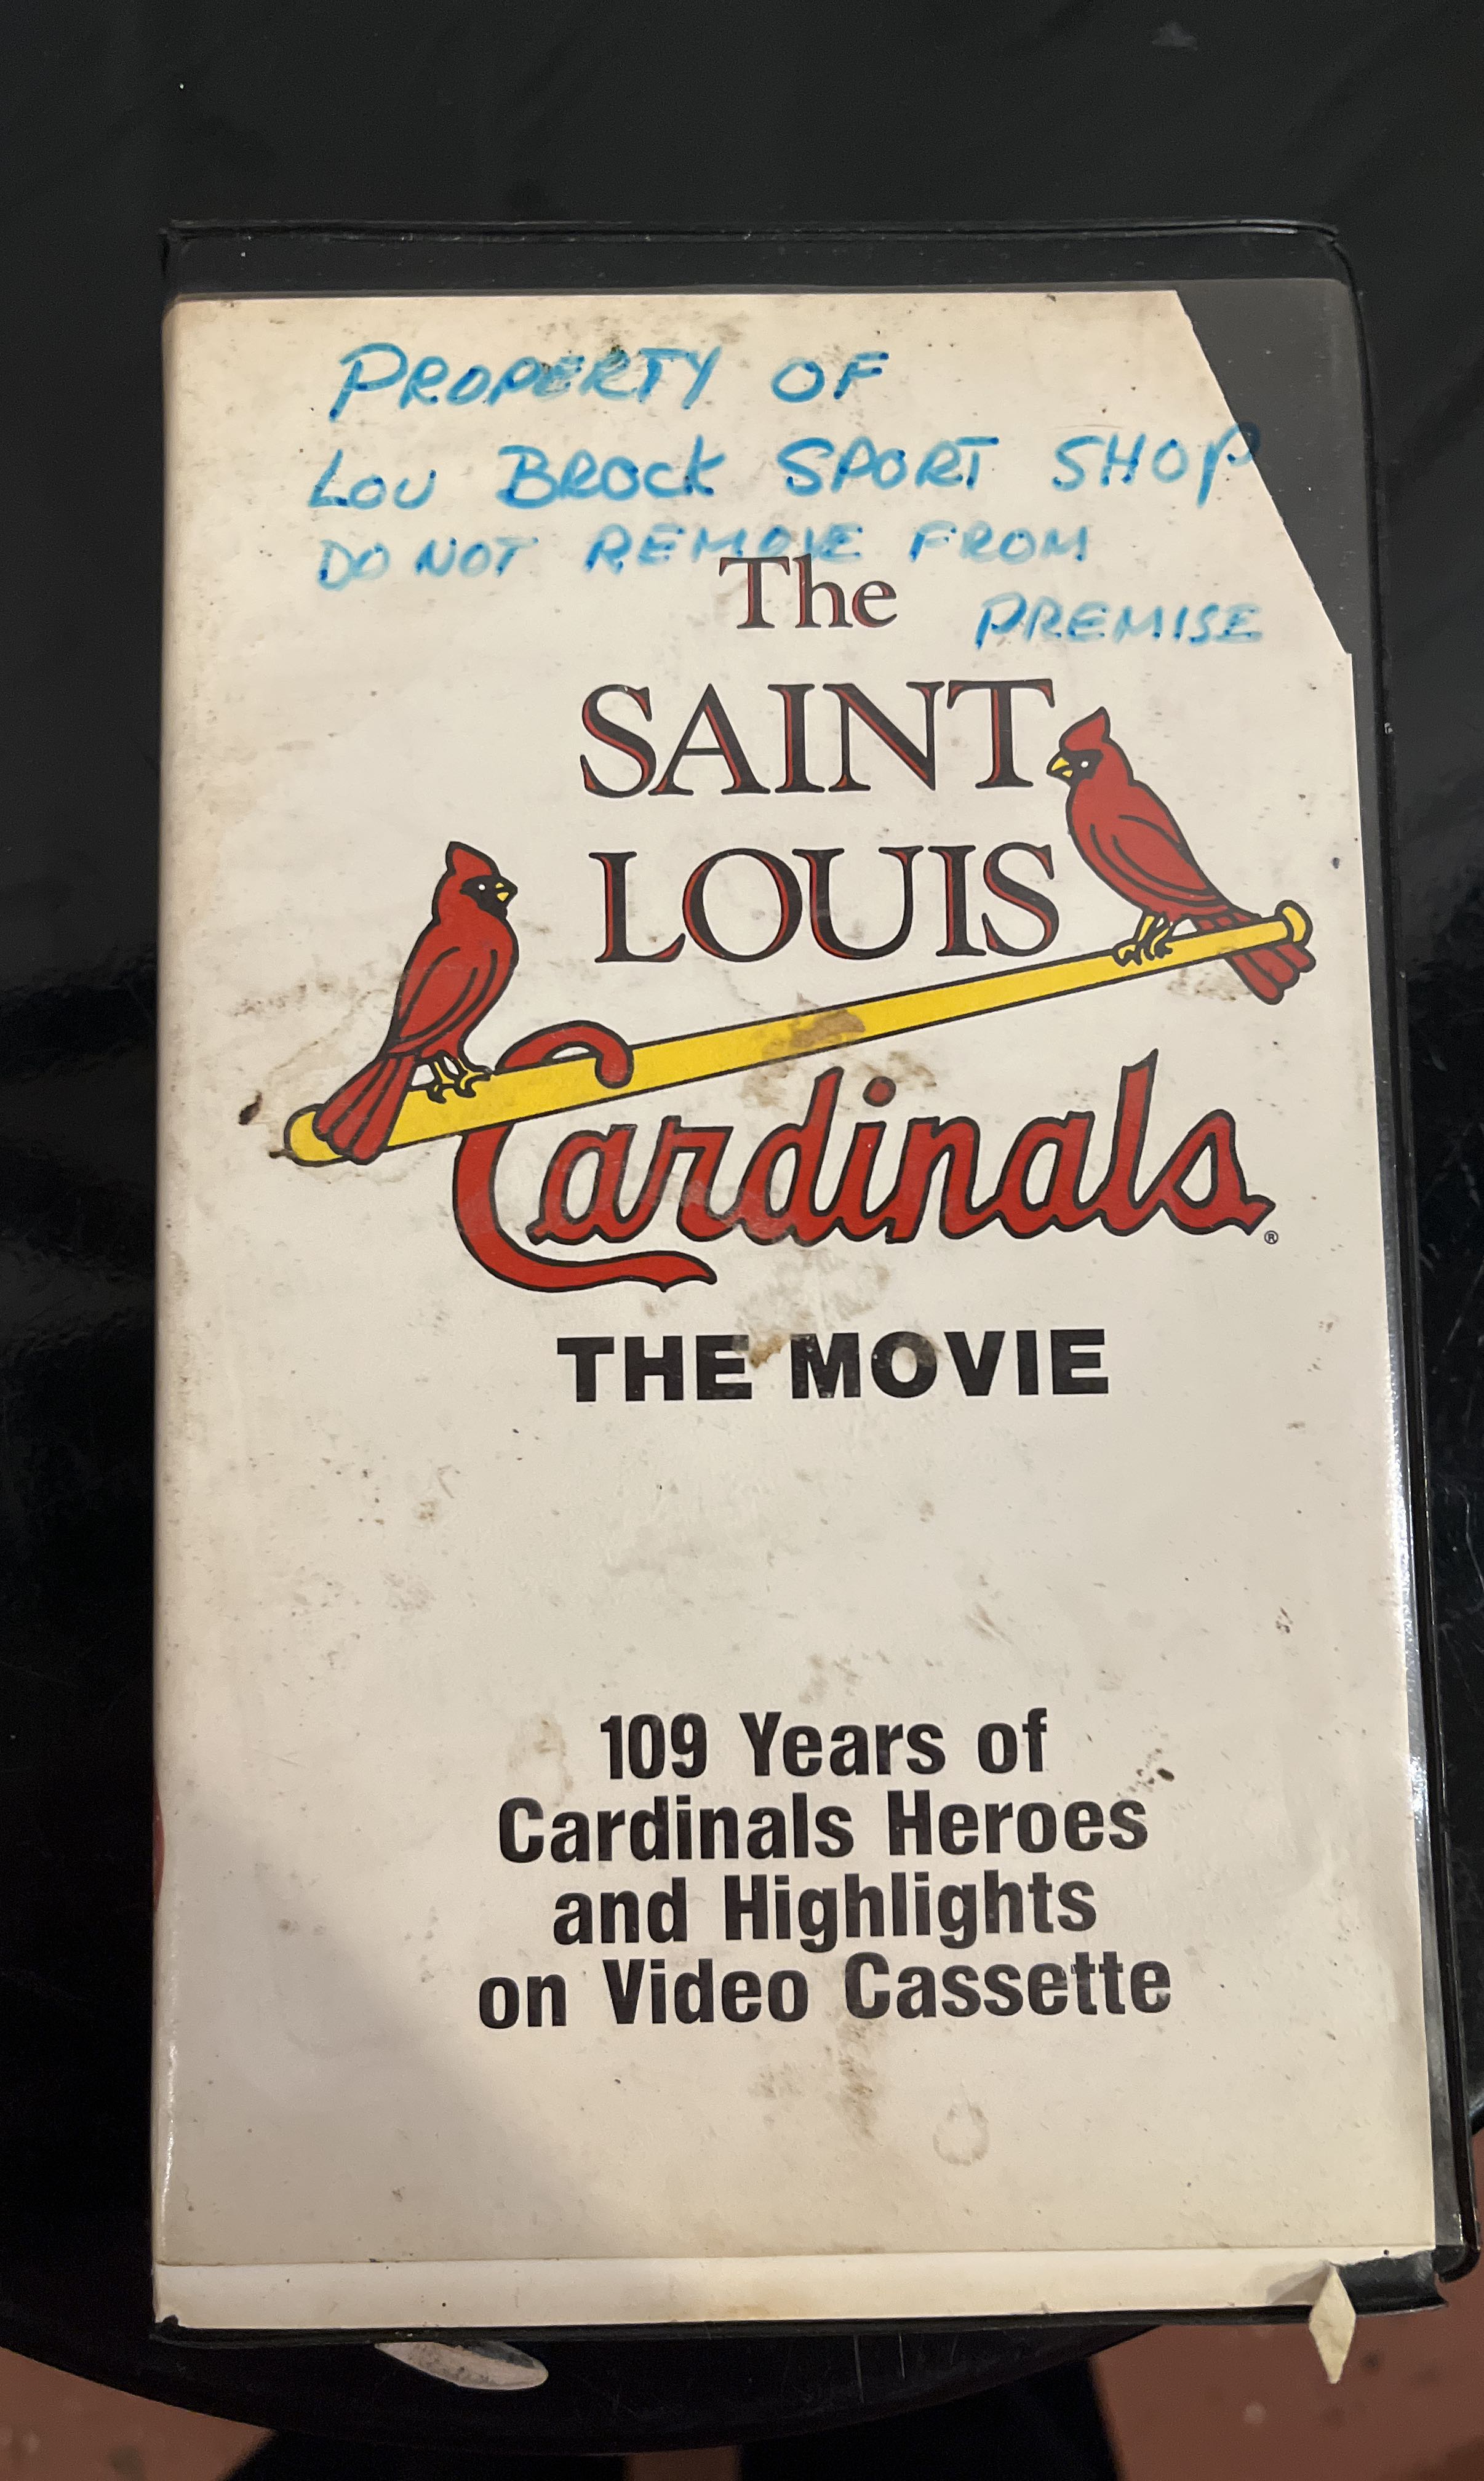 PROPERTY OF
LOU BROCK SPORT SHOP
DO NOT REMOVE FROM
PREMISE
The
SAINT
LOUIS
Cardinals®
THE MOVIE
109 Years of
Cardinals Heroes
and Highlights
on Video Cassette